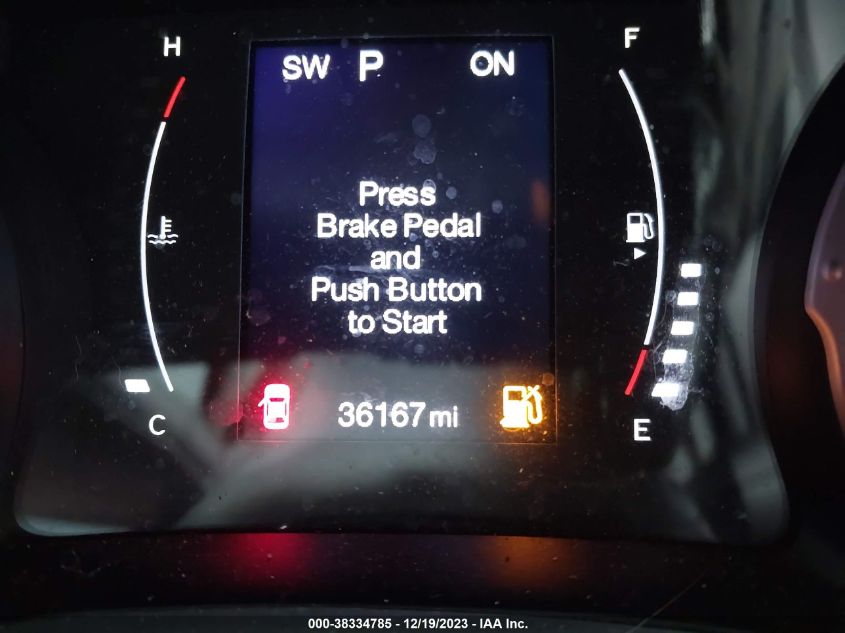 H
F
SW P ON
Press
Brake Pedal
and
Push Button
to Start
36167 mi
C
E
000-38334785 - 12/19/2023 - IAA Inc.